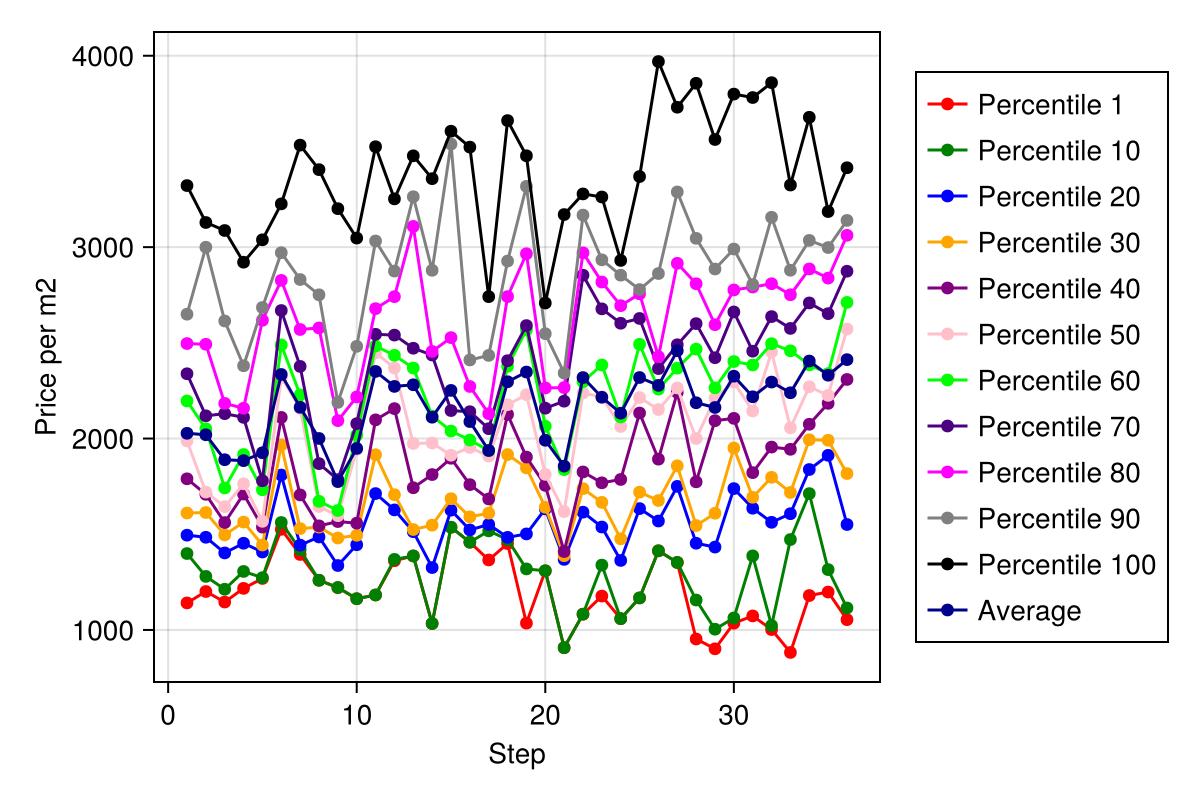 4000
3000
2000
1000
Price per m2
0 10 20 30
Step
Percentile 1
Percentile 10
Percentile 20
Percentile 30
Percentile 40
Percentile 50
Percentile 60
Percentile 70
Percentile 80
Percentile 90
Percentile 100
Average